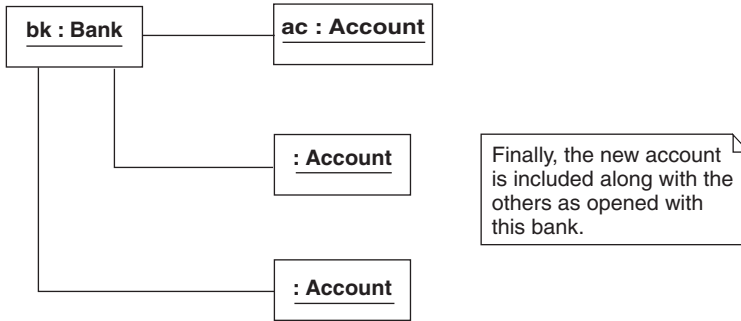 bk : Bank
ac : Account
: Account
Finally, the new account
is included along with the
others as opened with
this bank.
: Account